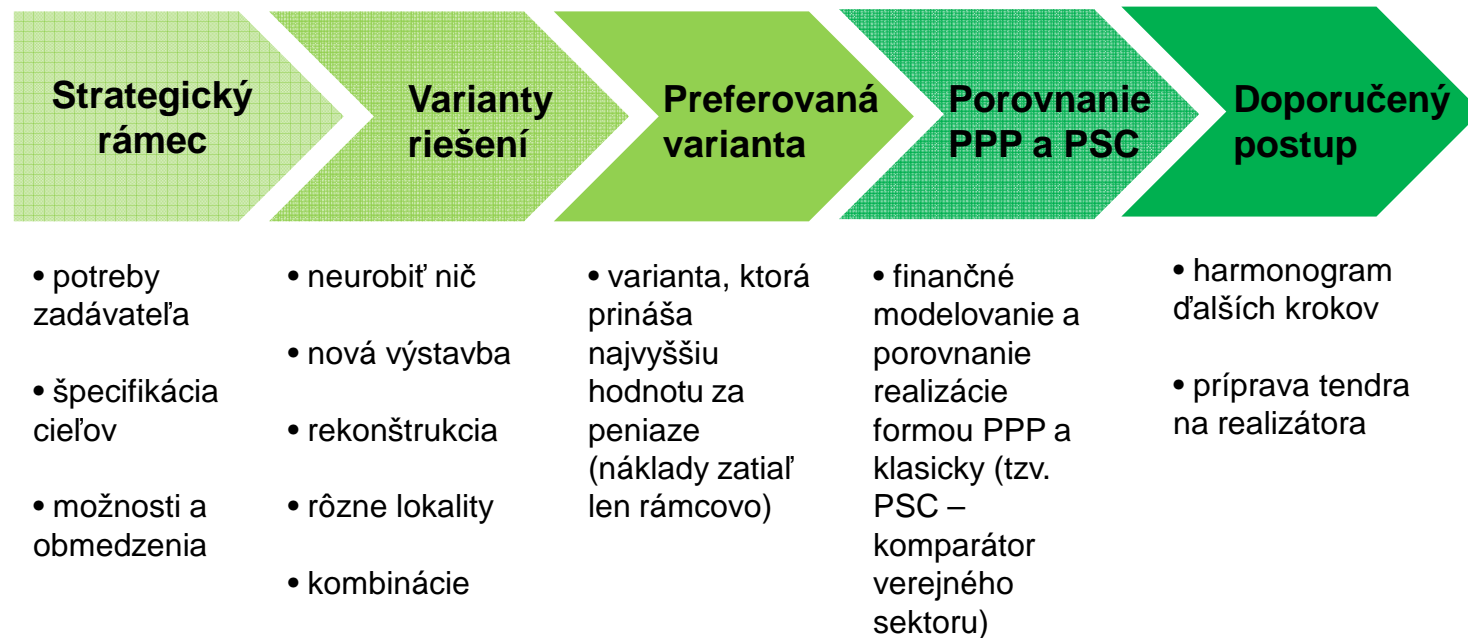 Strategický
rámec
Varianty
riešení
Preferovaná
varianta
Porovnanie
PPP a PSC
Doporučený
postup
• potreby
zadávateľa
• špecifikácia
cieľov
• možnosti a
obmedzenia
• neurobiť nič
• nová výstavba
• rekonštrukcia
• rôzne lokality
• kombinácie
• varianta, ktorá
prináša
najvyššiu
hodnotu za
peniaze
(náklady zatiaľ
len rámcovo)
• finančné
modelovanie a
porovnanie
realizácie
formou PPP a
klasicky (tzv.
PSC –
komparátor
verejného
sektoru)
• harmonogram
ďalších krokov
• príprava tendra
na realizátora